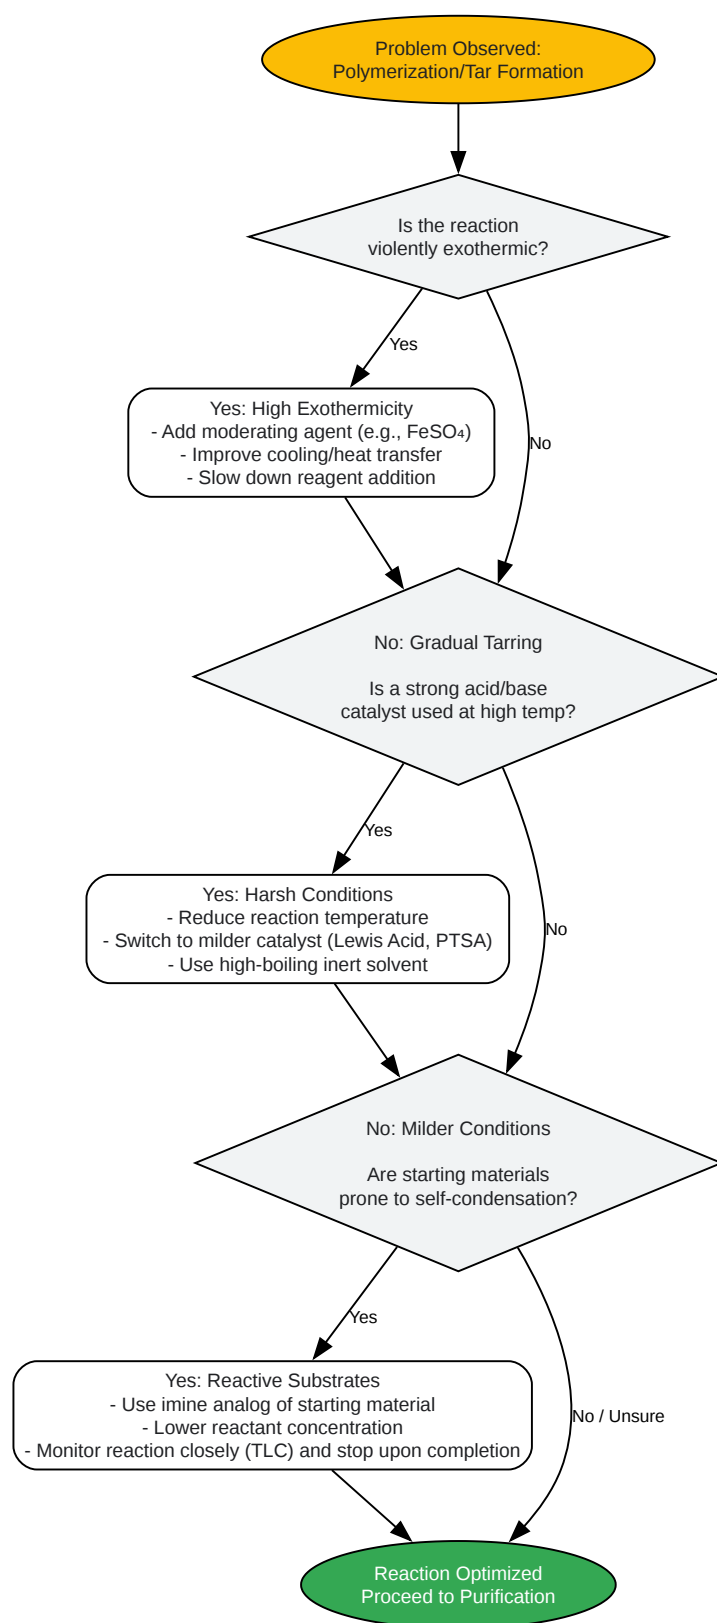 Problem Observed:
Polymerization/Tar Formation
Is the reaction
violently exothermic?
Yes
Yes: High Exothermicity
- Add moderating agent (e.g., FeSO₄)
- Improve cooling/heat transfer
- Slow down reagent addition
No
No: Gradual Tarring
Is a strong acid/base
catalyst used at high temp?
Yes
Yes: Harsh Conditions
- Reduce reaction temperature
- Switch to milder catalyst (Lewis Acid, PTSA)
- Use high-boiling inert solvent
No
No: Milder Conditions
Are starting materials
prone to self-condensation?
Yes
Yes: Reactive Substrates
- Use imine analog of starting material
- Lower reactant concentration
- Monitor reaction closely (TLC) and stop upon completion
No / Unsure
Reaction Optimized
Proceed to Purification